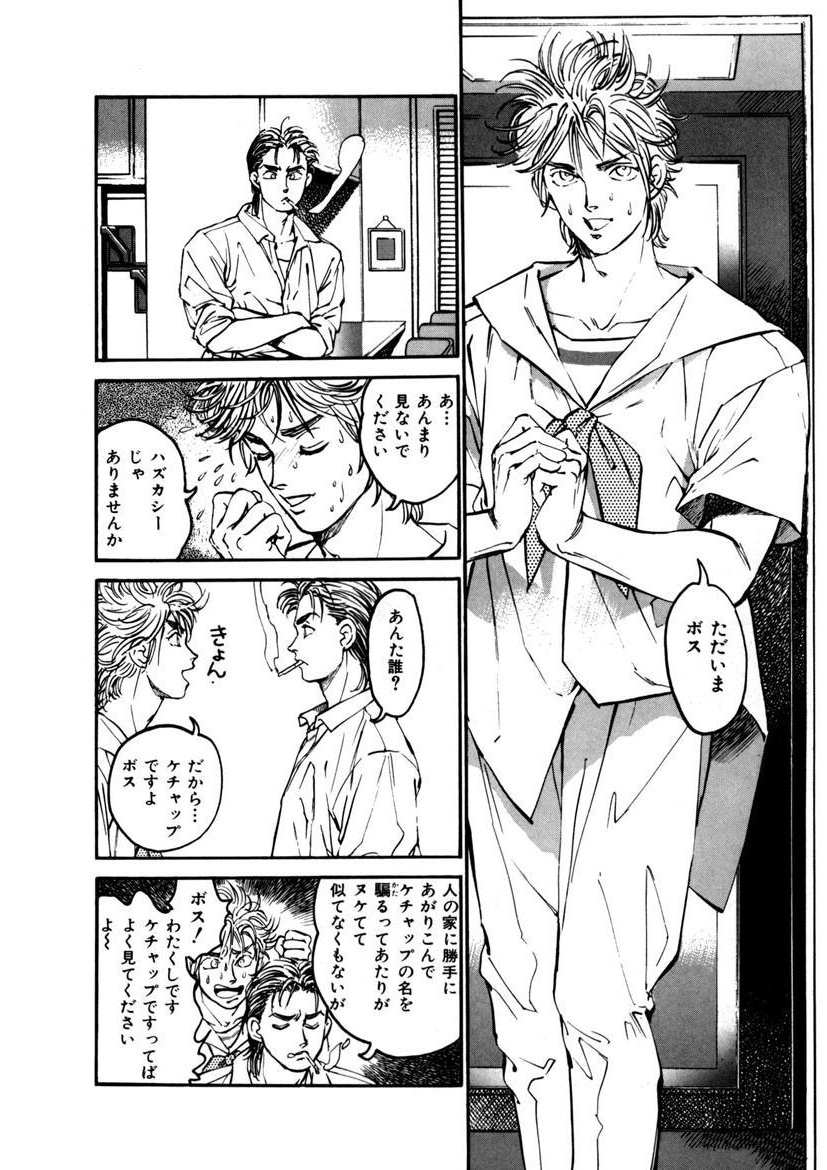 ただいま
ボス
あ…
あんまり
見ないで
ください
ハズカシー
じゃ
ありませんか
あんた誰?
きょん
だから…
ケチャップ
ですよ
ボス
人の家に勝手に
あがりこんで
ケチャップの名を
騙るってあたりが
かた
ヌケてて
似てなくもないが
ボス!
わたくしです
ケチャップですってば
よく見てください
よ〜